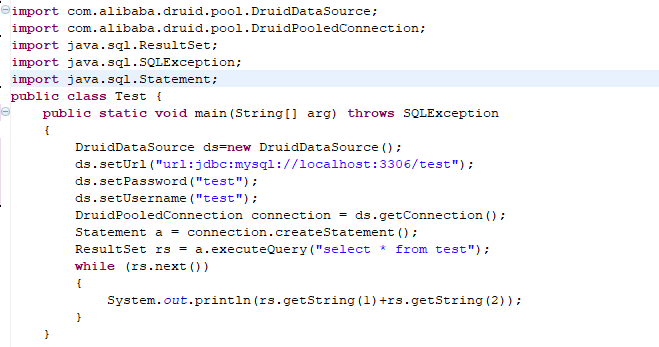 import com.alibaba.druid.pool.DruidDataSource;
import com.alibaba.druid.pool.DruidPooledConnection;
import java.sql.ResultSet;
import java.sql.SQLException;
import java.sql.Statement;
public class Test {
    public static void main(String[] arg) throws SQLException
    {
        DruidDataSource ds=new DruidDataSource();
        ds.setUrl("url:jdbc:mysql://localhost:3306/test");
        ds.setPassword("test");
        ds.setUsername("test");
        DruidPooledConnection connection = ds.getConnection();
        Statement a = connection.createStatement();
        ResultSet rs = a.executeQuery("select * from test");
        while (rs.next())
        {
            System.out.println(rs.getString(1)+rs.getString(2));
        }
    }